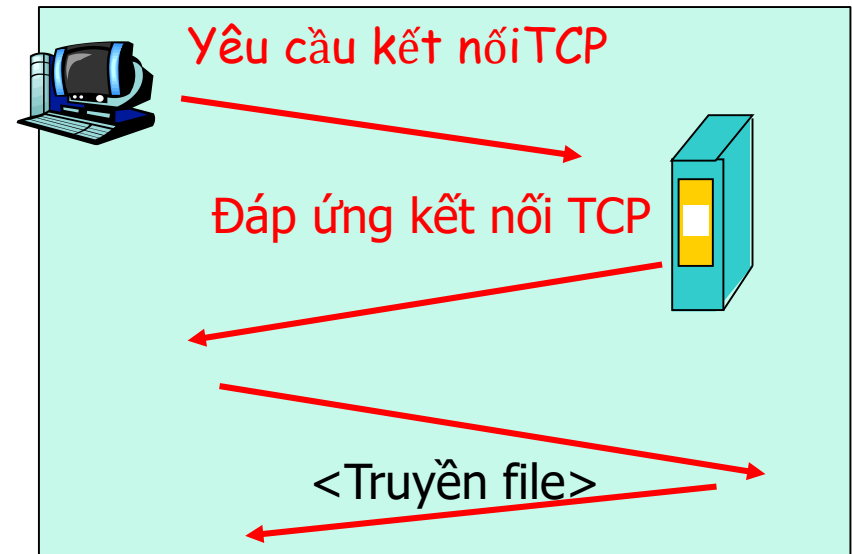 Yêu cầu kết nốiTCP
Đáp ứng kết nối TCP
<Truyền file>